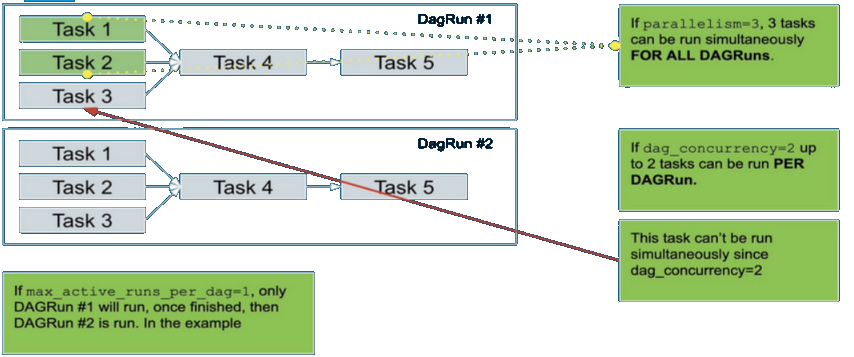 DagRun #1
Task 1
Task 2
Task 3
Task 4
Task 5
If parallelism=3, 3 tasks
can be run simultaneously
FOR ALL DAGRuns.
DagRun #2
Task 1
Task 2
Task 3
Task 4
Task 5
If dag_concurrency=2 up
to 2 tasks can be run PER
DAGRun.
This task can't be run
simultaneously since
dag_concurrency=2
If max_active_runs_per_dag=1, only
DAGRun #1 will run, once finished, then
DAGRun #2 is run. In the example